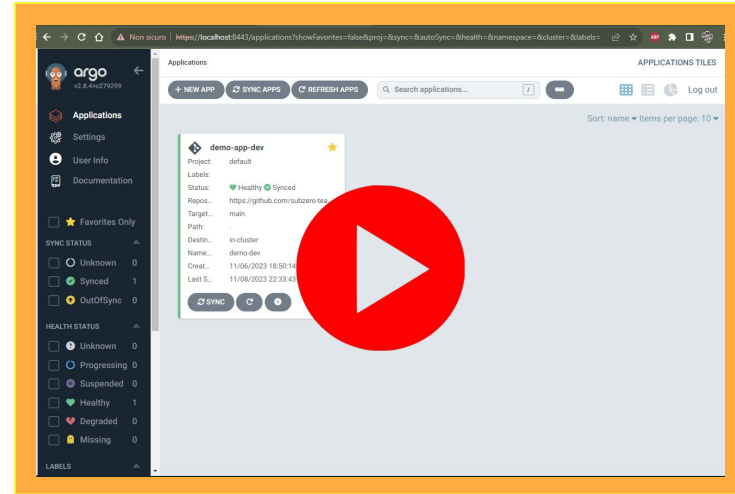 Non sicuro | https://localhost:8443/applications?showFavorites=false&proj=&sync=&autoSync=&health=&namespace=&cluster=&labels=
argo
v2.8.4+c279299
Applications
Settings
User Info
Documentation
Favorites Only
SYNC STATUS
Unknown 0
Synced 1
OutOfSync 0
HEALTH STATUS
Unknown 0
Progressing 0
Suspended 0
Healthy 1
Degraded 0
Missing 0
LABELS
Applications
APPLICATIONS TILES
+ NEW APP
SYNC APPS
REFRESH APPS
Search applications...
/
Log out
Sort: name Items per page: 10
demo-app-dev
Project: default
Labels:
Status: Healthy Synced
Repos... https://github.com/subzero-tea
Target... main
Path: .
Destin... in-cluster
Name... demo-dev
Creat... 11/06/2023 18:50:14
Last S... 11/08/2023 22:33:43
SYNC